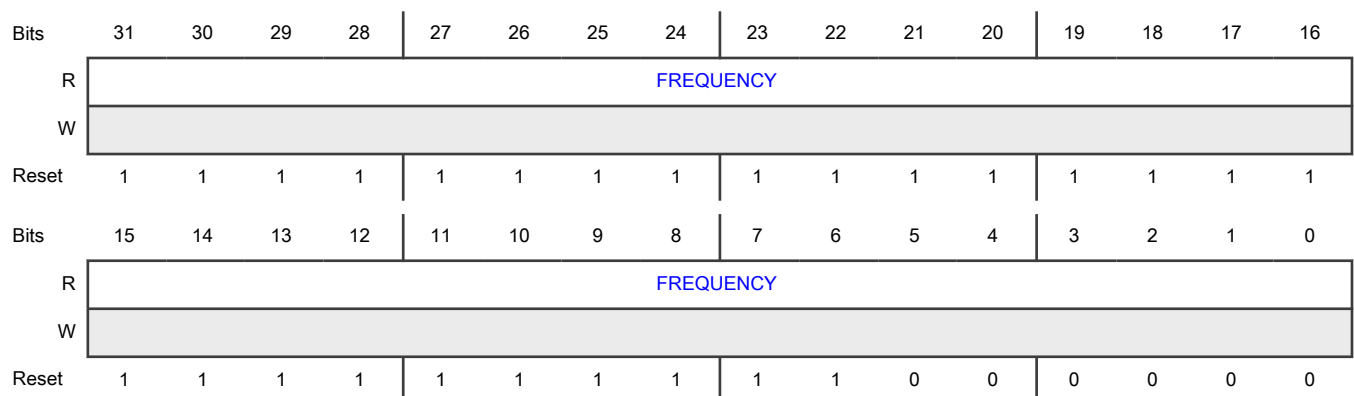 Bits 31 30 29 28 27 26 25 24 23 22 21 20 19 18 17 16
R FREQUENCY
W
Reset 1 1 1 1 1 1 1 1 1 1 1 1 1 1 1 1
Bits 15 14 13 12 11 10 9 8 7 6 5 4 3 2 1 0
R FREQUENCY
W
Reset 1 1 1 1 1 1 1 1 1 1 0 0 0 0 0 0